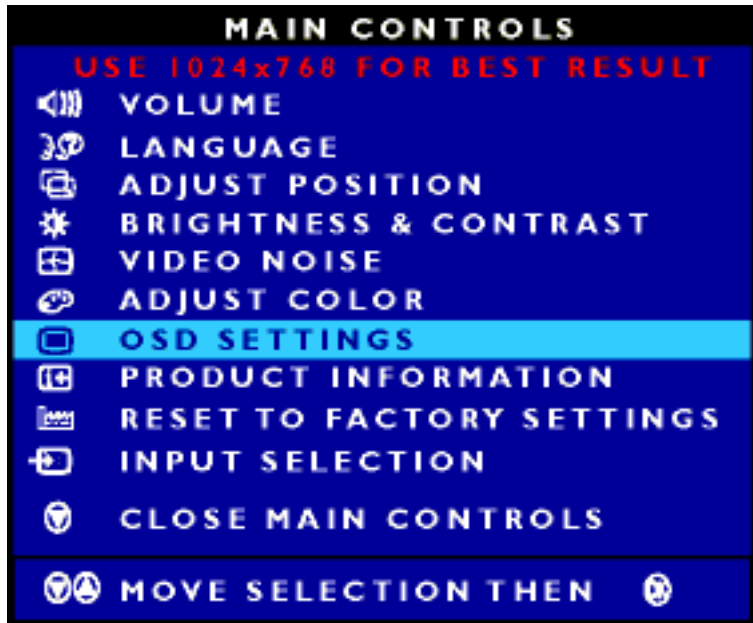 MAIN CONTROLS
USE 1024x768 FOR BEST RESULT
VOLUME
LANGUAGE
ADJUST POSITION
BRIGHTNESS & CONTRAST
VIDEO NOISE
ADJUST COLOR
OSD SETTINGS
PRODUCT INFORMATION
RESET TO FACTORY SETTINGS
INPUT SELECTION
CLOSE MAIN CONTROLS
MOVE SELECTION THEN